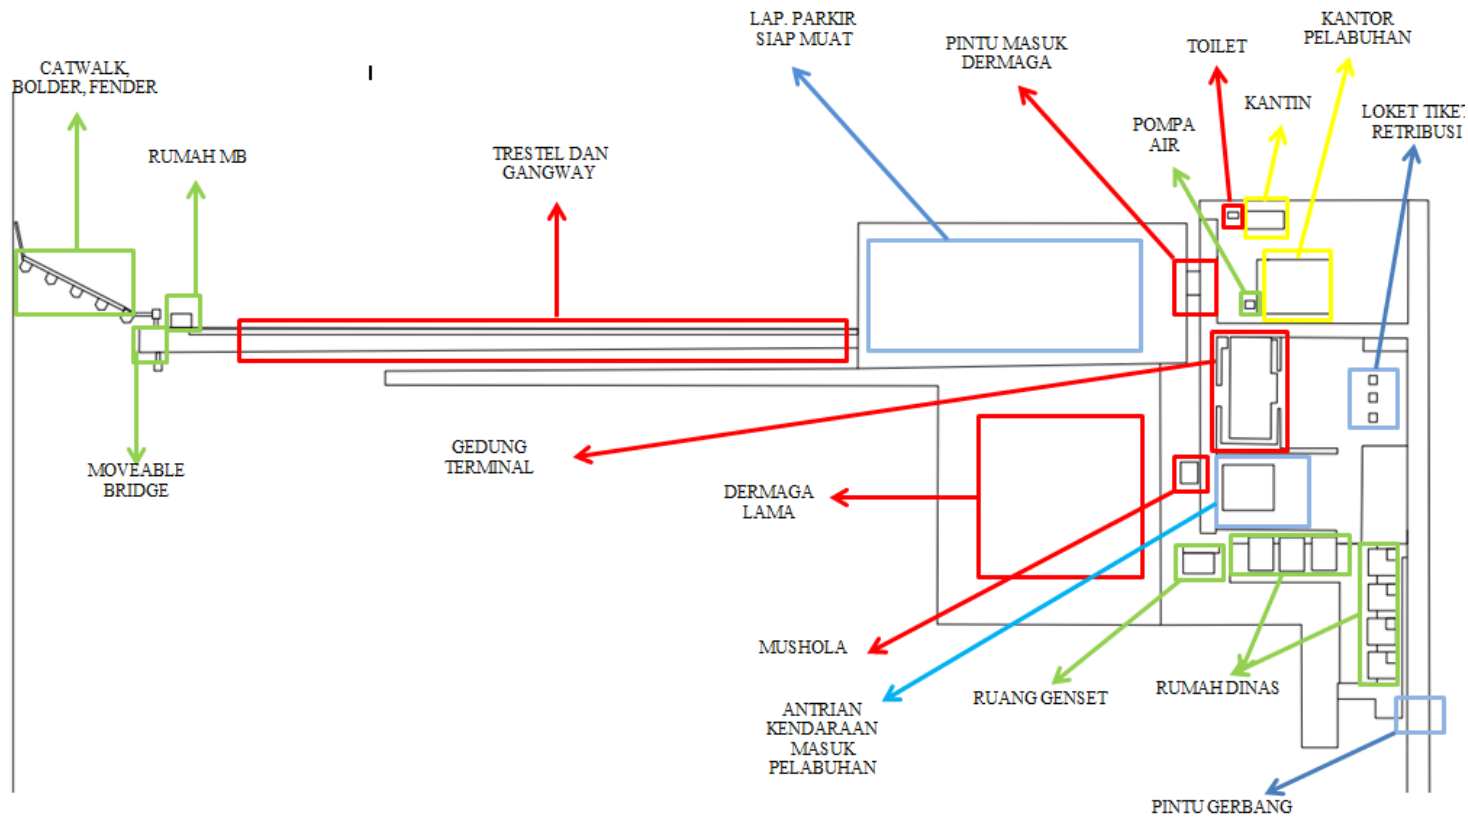 LAP. PARKIR
SIAP MUAT
PINTU MASUK
DERMAGA
TOILET
KANTOR
PELABUHAN
CATWALK,
BOLDER, FENDER
KANTIN
LOKET TIKET
RETRIBUSI
POMPA
AIR
RUMAH MB
TRESTEL DAN
GANGWAY
GEDUNG
TERMINAL
MOVEABLE
BRIDGE
DERMAGA
LAMA
MUSHOLA
RUANG GENSET
RUMAH DINAS
ANTRIAN
KENDARAAN
MASUK
PELABUHAN
PINTU GERBANG